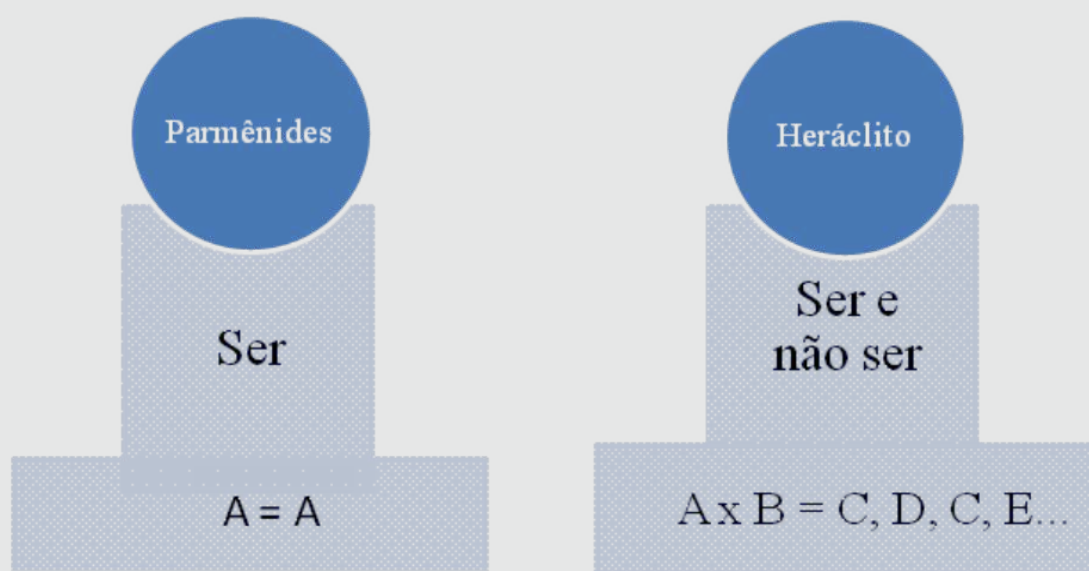 Parmênides
Ser
A = A
Heráclito
Ser e
não ser
A x B = C, D, C, E...